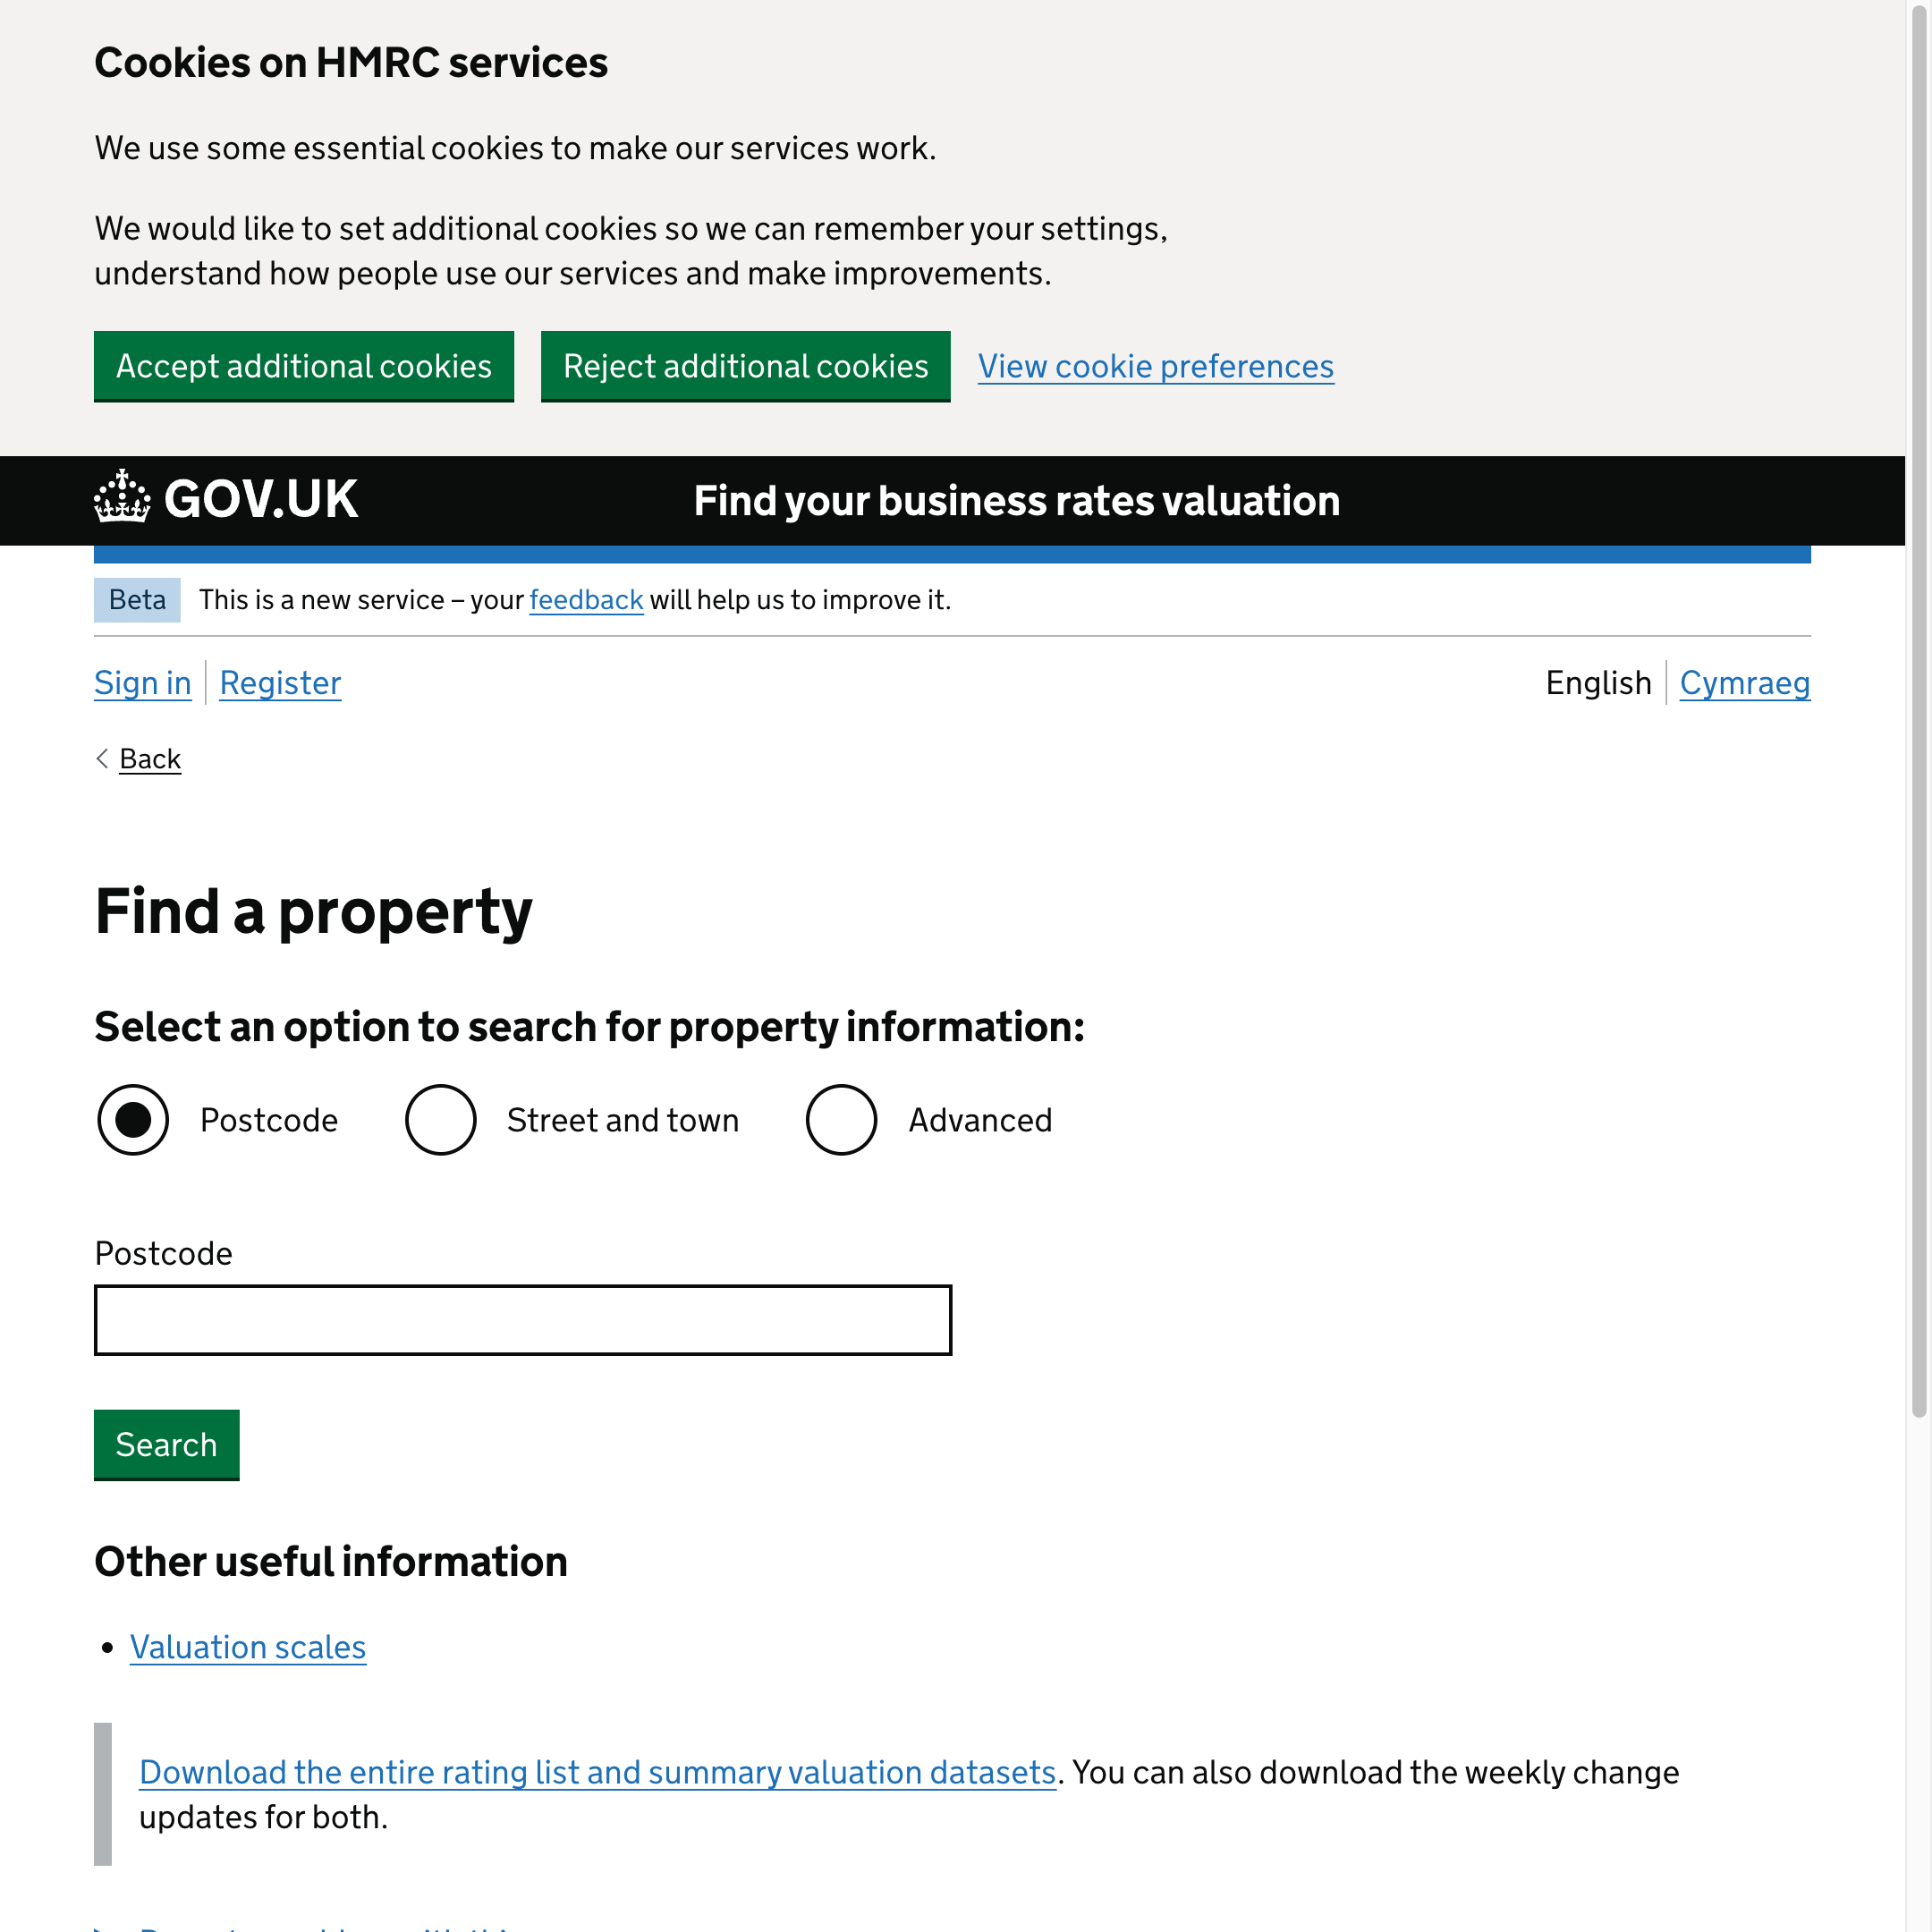 Cookies on HMRC services
We use some essential cookies to make our services work.
We would like to set additional cookies so we can remember your settings,
understand how people use our services and make improvements.
Accept additional cookies Reject additional cookies View cookie preferences
GOV.UK Find your business rates valuation
Beta This is a new service – your feedback will help us to improve it.
Sign in Register English Cymraeg
Back
Find a property
Select an option to search for property information:
Postcode Street and town Advanced
Postcode
Search
Other useful information
• Valuation scales
Download the entire rating list and summary valuation datasets. You can also download the weekly change
updates for both.